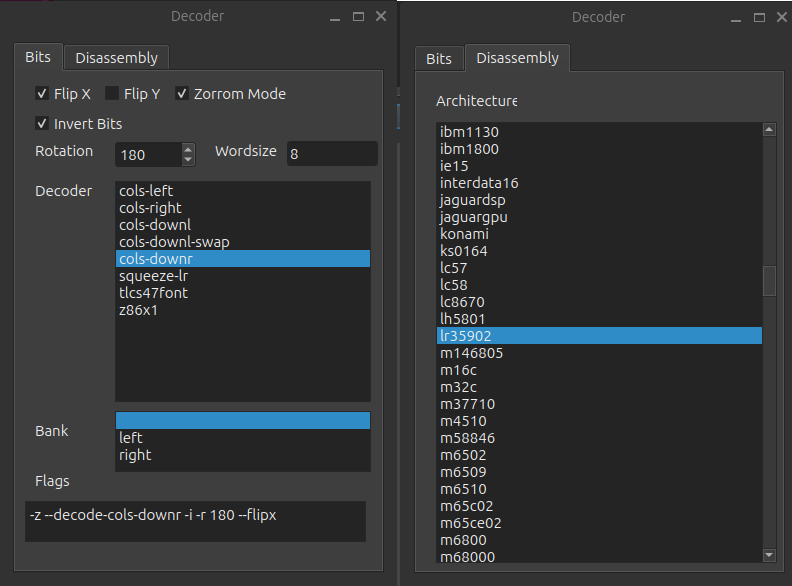 Decoder
Bits Disassembly
Flip X Flip Y Zorrom Mode
Invert Bits
Rotation 180 Wordsize 8
Decoder
cols-left
cols-right
cols-downl
cols-downl-swap
cols-downr
squeeze-lr
tlcs47font
z86x1
Bank
left
right
Flags
-z --decode-cols-downr -i -r 180 --flipx
Decoder
Bits Disassembly
Architecture
ibm1130
ibm1800
ie15
interdata16
jaguardsp
jaguargpu
konami
ks0164
lc57
lc58
lc8670
lh5801
lr35902
m146805
m16c
m32c
m37710
m4510
m58846
m6502
m6509
m6510
m65c02
m65ce02
m6800
m68000